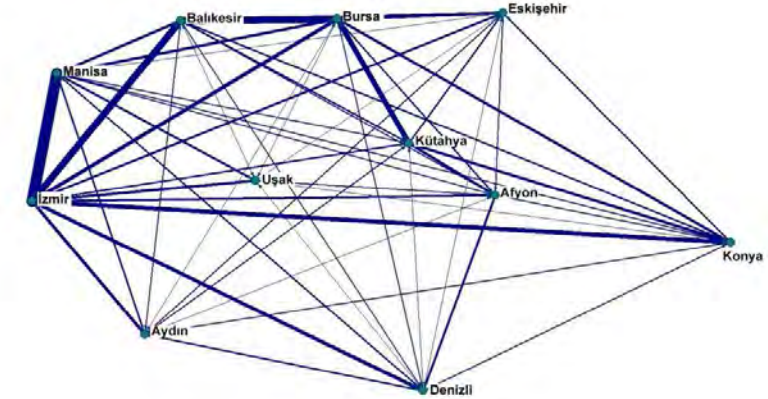 Eskişehir
Balıkesir
Bursa
Manisa
Kütahya
Uşak
Afyon
İzmir
Konya
Aydın
Denizli